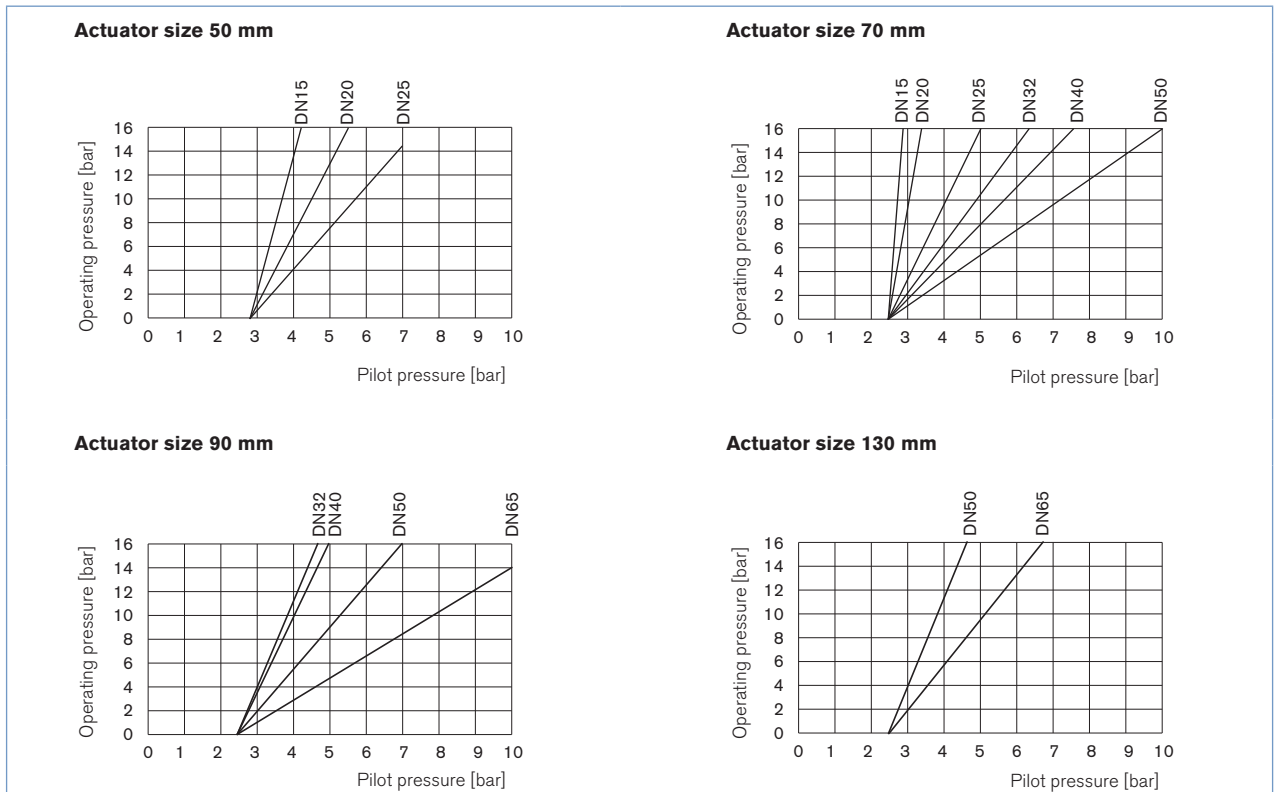 Actuator size 50 mm
DN15
DN20
DN25
16
14
12
10
8
6
4
2
0
Operating pressure [bar]
0 1 2 3 4 5 6 7 8 9 10
Pilot pressure [bar]
Actuator size 70 mm
DN15
DN20
DN25
DN32
DN40
DN50
16
14
12
10
8
6
4
2
0
Operating pressure [bar]
0 1 2 3 4 5 6 7 8 9 10
Pilot pressure [bar]
Actuator size 90 mm
DN32
DN40
DN50
DN65
16
14
12
10
8
6
4
2
0
Operating pressure [bar]
0 1 2 3 4 5 6 7 8 9 10
Pilot pressure [bar]
Actuator size 130 mm
DN50
DN65
16
14
12
10
8
6
4
2
0
Operating pressure [bar]
0 1 2 3 4 5 6 7 8 9 10
Pilot pressure [bar]